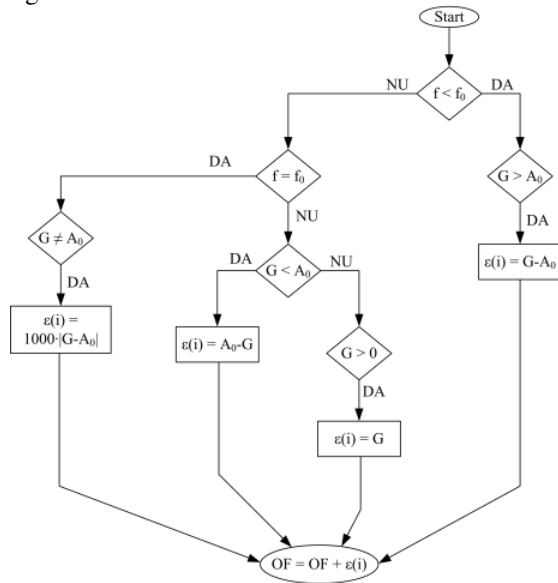 Start
f < f₀
NU
DA
f = f₀
DA
NU
G > A₀
DA
G ≠ A₀
DA
G < A₀
DA
NU
ε(i) = G-A₀
ε(i) =
1000·|G-A₀|
ε(i) = A₀-G
G > 0
DA
ε(i) = G
OF = OF + ε(i)